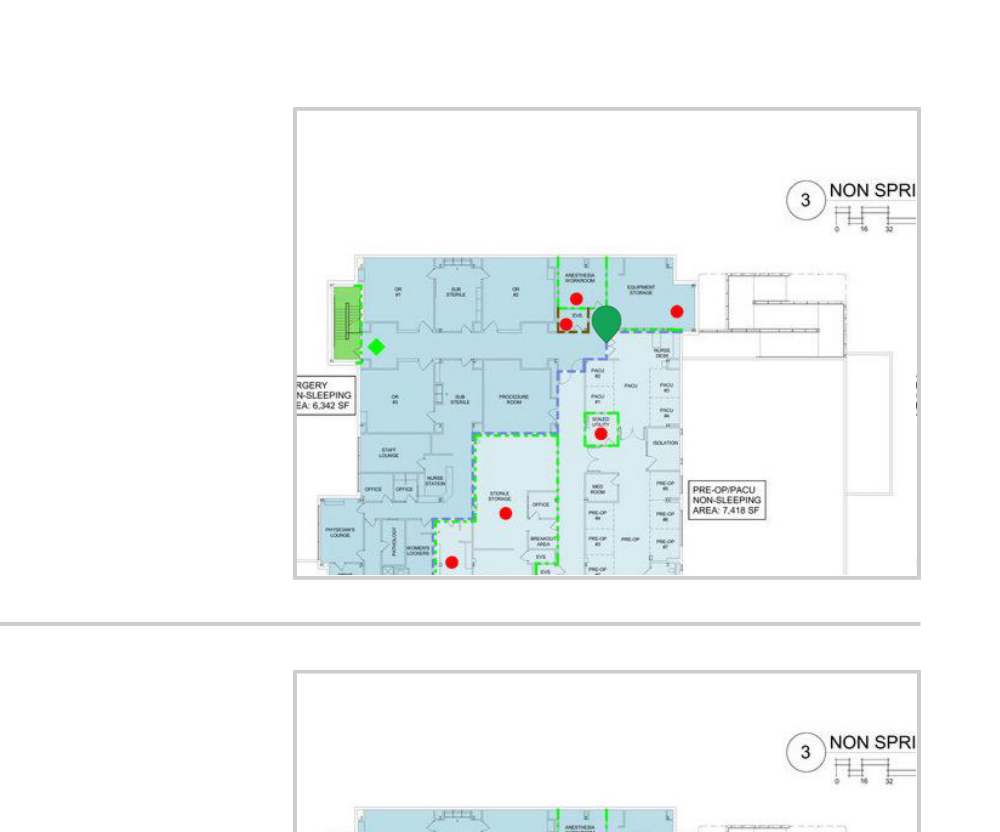 3
NON SPRI
0 16 32
ANESTHESIA
WORKROOM
OR
#1
SUB
STERILE
OR
#2
EQUIPMENT
STORAGE
EVS
NURSE
DESK
PACU
#2
PACU
PACU
#3
RGERY
N-SLEEPING
EA: 6,342 SF
OR
#3
SUB
STERILE
PROCEDURE
ROOM
PACU
#1
PACU
#4
SOILED
UTILITY
ISOLATION
STAFF
LOUNGE
OFFICE
OFFICE
NURSE
STATION
STERILE
STORAGE
OFFICE
MED
ROOM
PRE-OP
PRE-OP/PACU
NON-SLEEPING
AREA: 7,418 SF
PHYSICIAN'S
LOUNGE
PATHOLOGY
WOMEN'S
LOCKERS
BREAKOUT
AREA
EVS
EVS
PRE-OP
#4
PRE-OP
#3
PRE-OP
PRE-OP
#6
PRE-OP
#7
PRE-OP
3
NON SPRI
0 16 32
ANESTHESIA